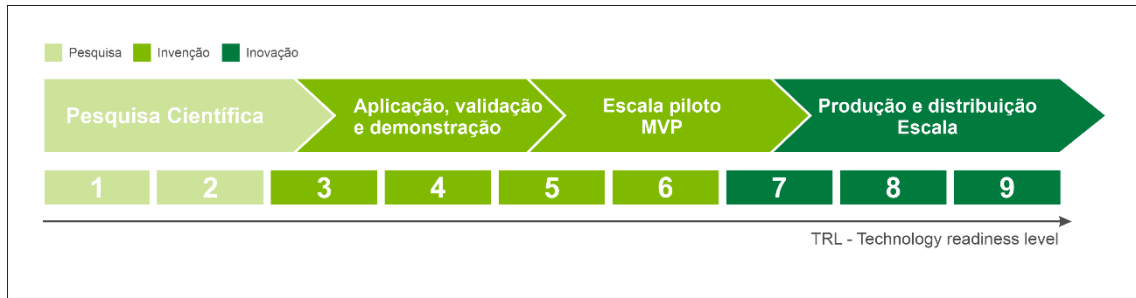 Pesquisa
Invenção
Inovação
Pesquisa Científica
Aplicação, validação
e demonstração
Escala piloto
MVP
Produção e distribuição
Escala
1
2
3
4
5
6
7
8
9
TRL - Technology readiness level